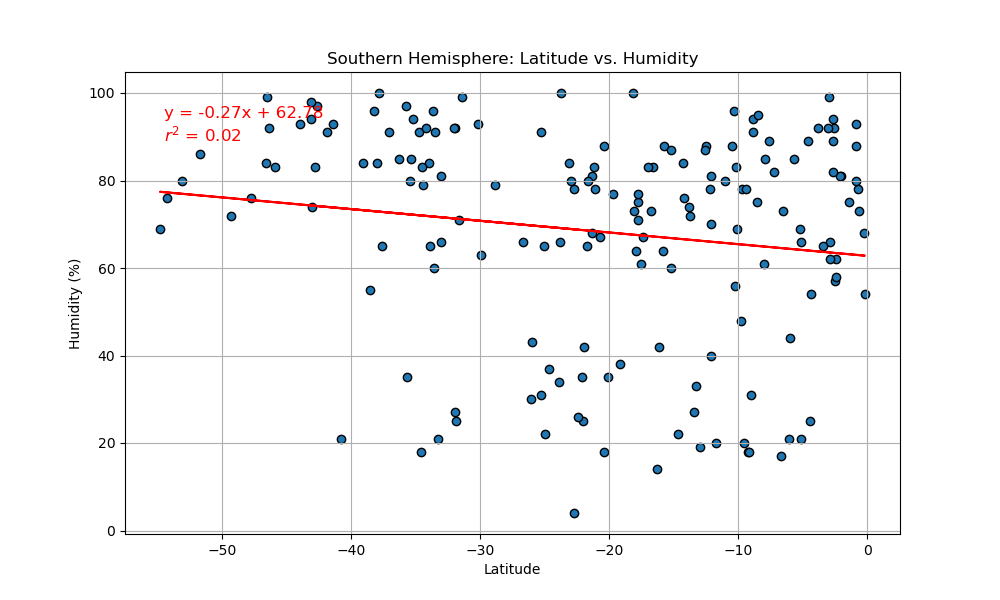 Southern Hemisphere: Latitude vs. Humidity
y = -0.27x + 62.78
r² = 0.02
Humidity (%)
100
80
60
40
20
0
−50
−40
−30
−20
−10
0
Latitude